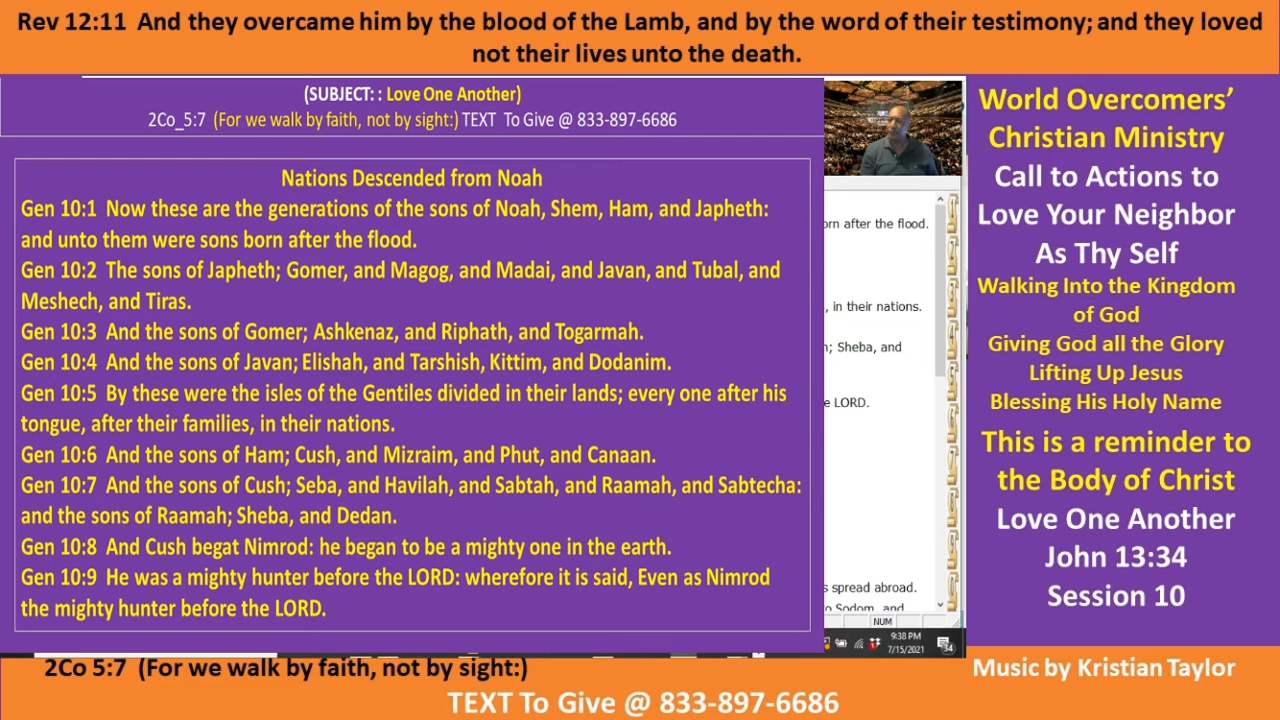 Rev 12:11 And they overcame him by the blood of the Lamb, and by the word of their testimony; and they loved
not their lives unto the death.
(SUBJECT: : Love One Another)
2Co_5:7 (For we walk by faith, not by sight:) TEXT To Give @ 833-897-6686
Nations Descended from Noah
Gen 10:1 Now these are the generations of the sons of Noah, Shem, Ham, and Japheth:
and unto them were sons born after the flood.
Gen 10:2 The sons of Japheth; Gomer, and Magog, and Madai, and Javan, and Tubal, and
Meshech, and Tiras.
Gen 10:3 And the sons of Gomer; Ashkenaz, and Riphath, and Togarmah.
Gen 10:4 And the sons of Javan; Elishah, and Tarshish, Kittim, and Dodanim.
Gen 10:5 By these were the isles of the Gentiles divided in their lands; every one after his
tongue, after their families, in their nations.
Gen 10:6 And the sons of Ham; Cush, and Mizraim, and Phut, and Canaan.
Gen 10:7 And the sons of Cush; Seba, and Havilah, and Sabtah, and Raamah, and Sabtecha:
and the sons of Raamah; Sheba, and Dedan.
Gen 10:8 And Cush begat Nimrod: he began to be a mighty one in the earth.
Gen 10:9 He was a mighty hunter before the LORD: wherefore it is said, Even as Nimrod
the mighty hunter before the LORD.
orn after the flood.
, in their nations.
; Sheba, and
e LORD.
s spread abroad.
o Sodom, and
NUM
9:38 PM
7/15/2021
34
World Overcomers'
Christian Ministry
Call to Actions to
Love Your Neighbor
As Thy Self
Walking Into the Kingdom
of God
Giving God all the Glory
Lifting Up Jesus
Blessing His Holy Name
This is a reminder to
the Body of Christ
Love One Another
John 13:34
Session 10
2Co 5:7 (For we walk by faith, not by sight:)
Music by Kristian Taylor
TEXT To Give @ 833-897-6686